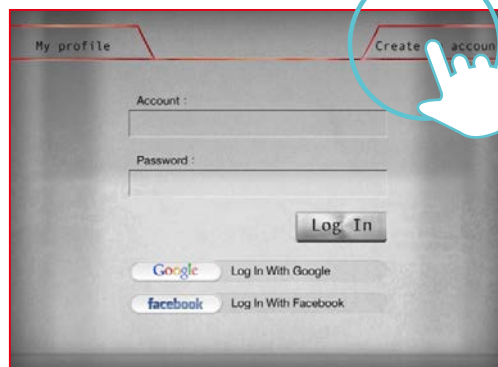 My profile
Create accoun
Account :
Password :
Log In
Google Log In With Google
facebook Log In With Facebook